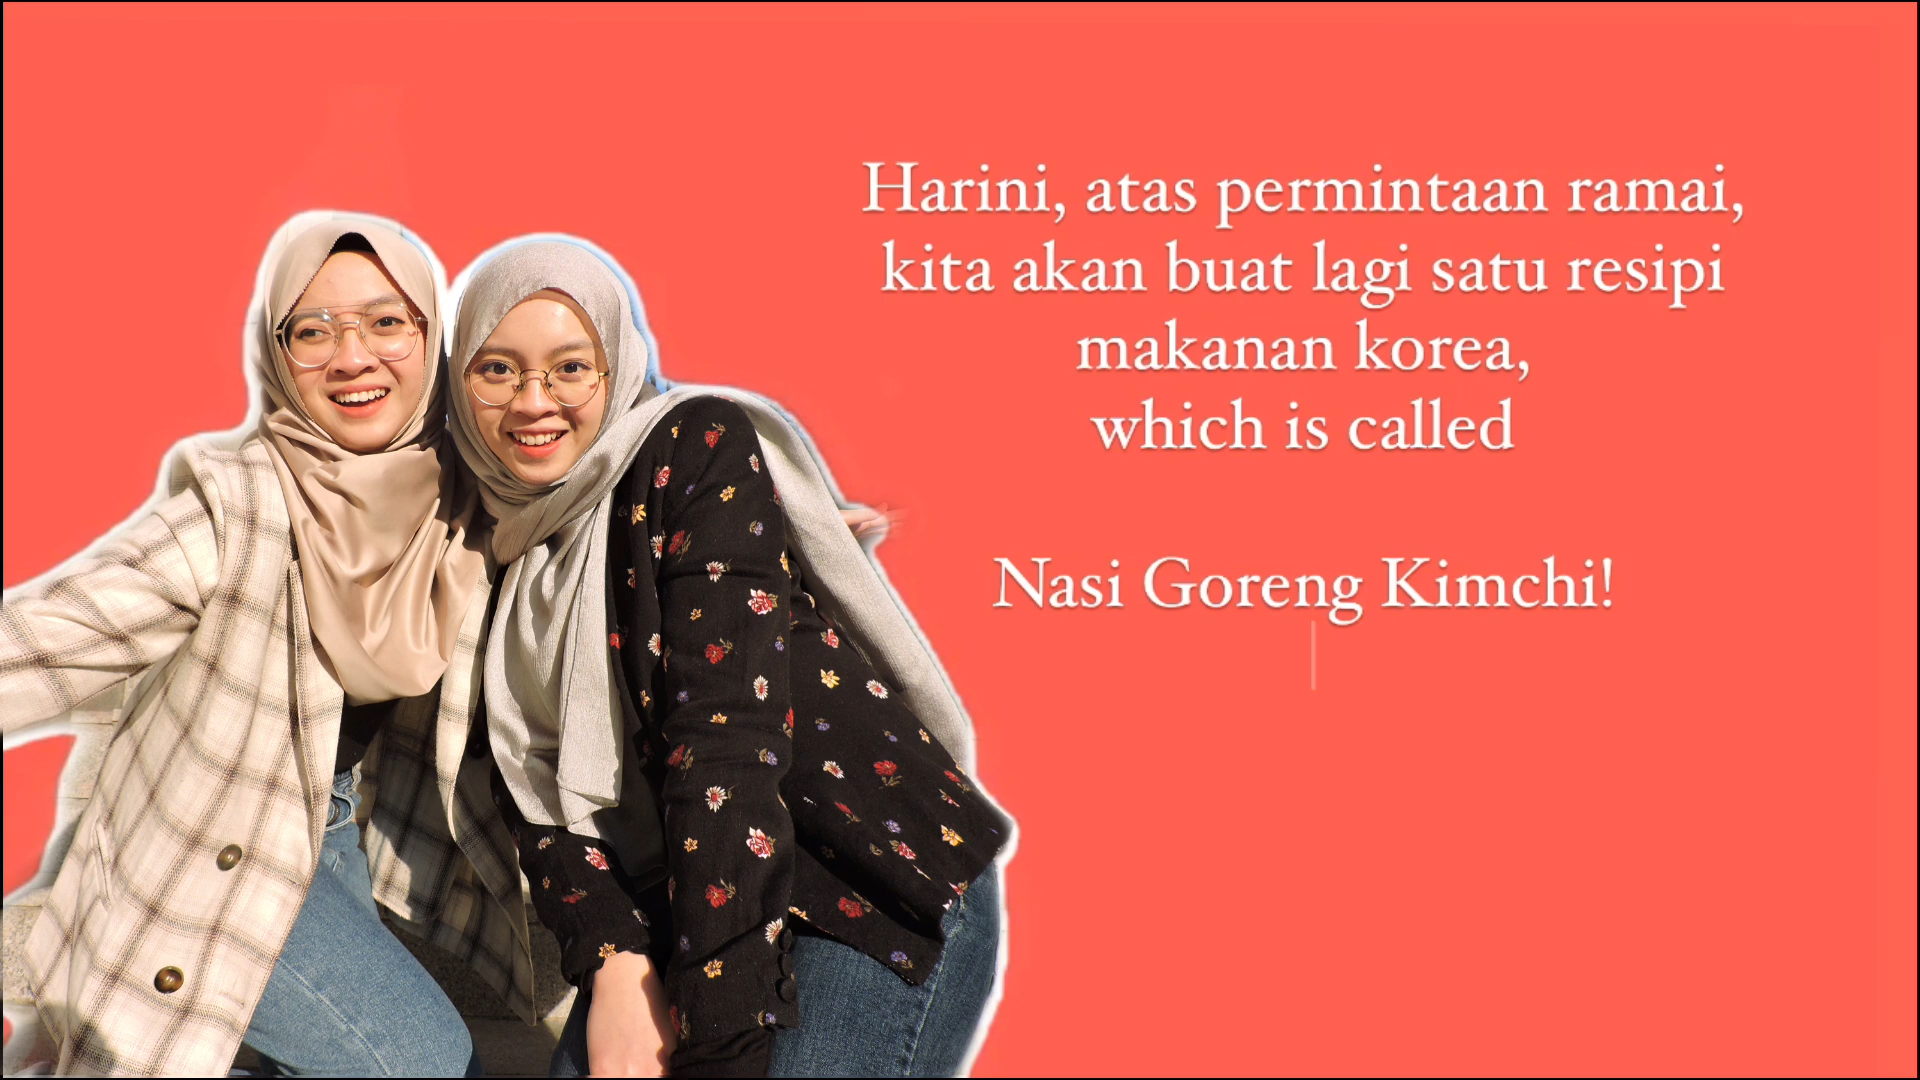 Harini, atas permintaan ramai,
kita akan buat lagi satu resipi
makanan korea,
which is called
Nasi Goreng Kimchi!